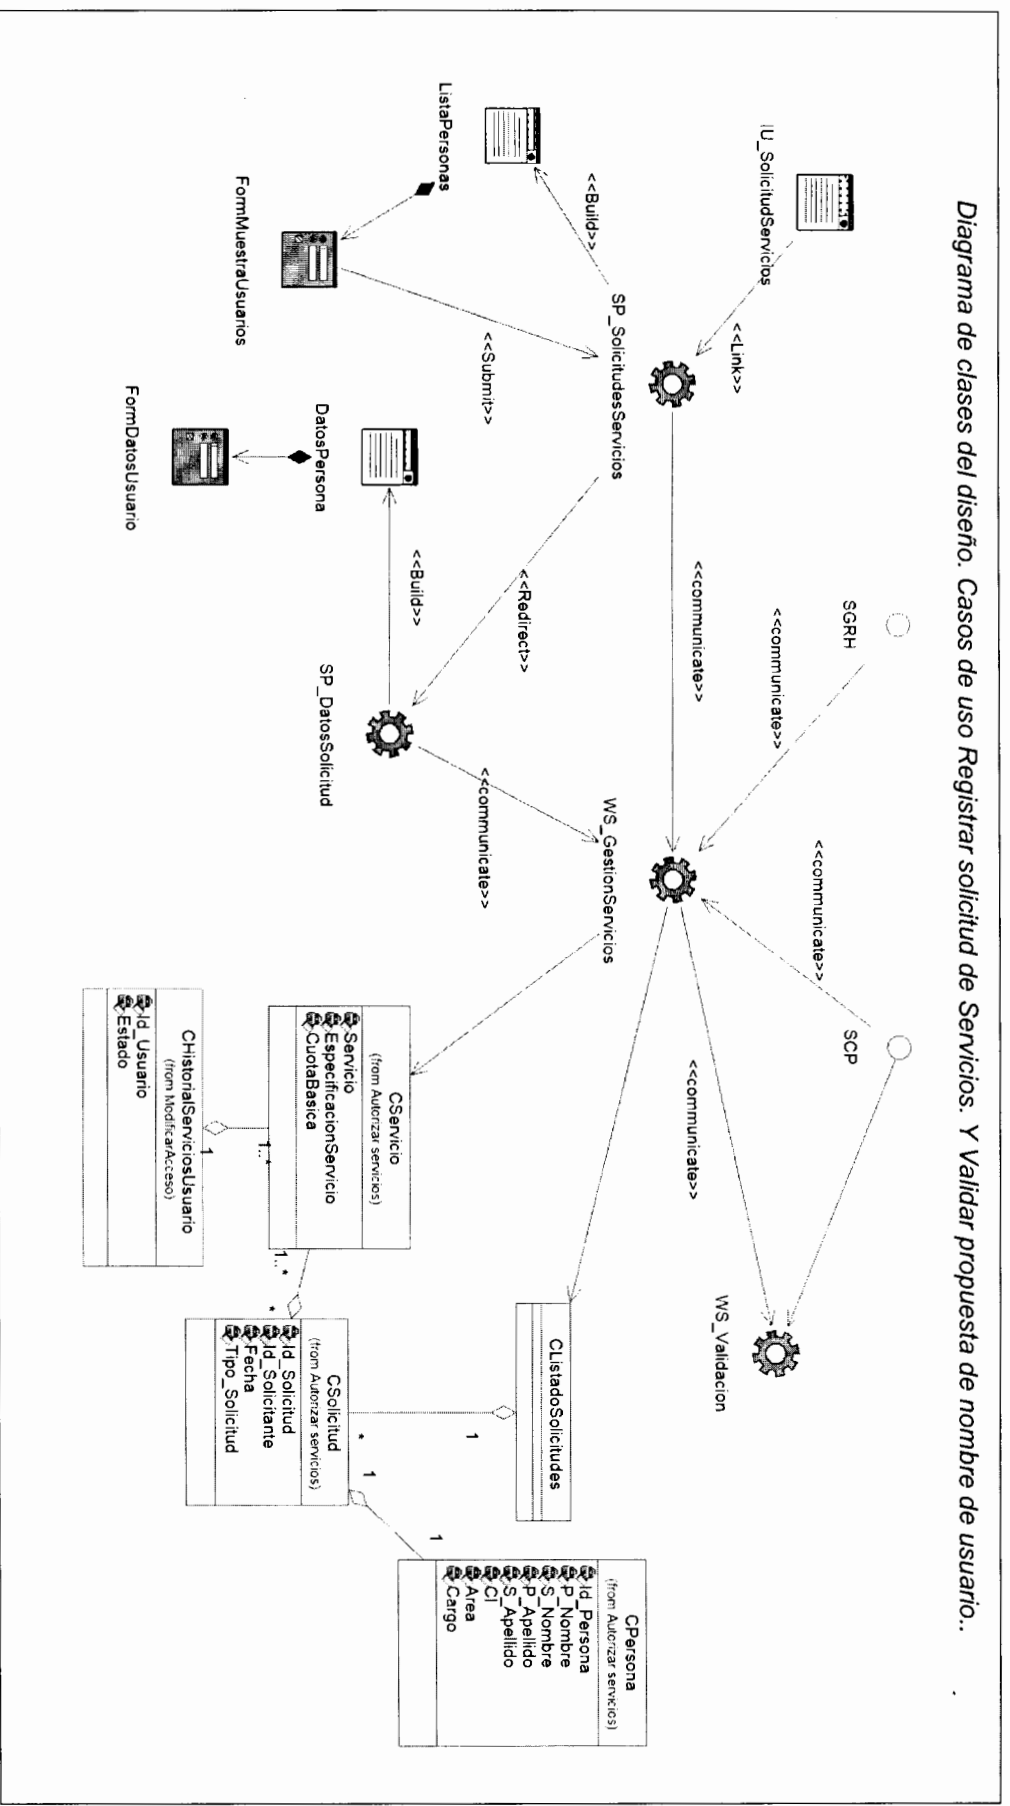 Diagrama de clases del diseño. Casos de uso Registrar solicitud de Servicios. Y Validar propuesta de nombre de usuario..
SGRH
SCP
IU_SolicitudServicios
<<Link>>
<<communicate>>
<<communicate>>
<<communicate>>
<<communicate>>
WS_Validacion
<<Build>>
SP_SolicitudesServicios
WS_GestionServicios
ListaPersonas
<<Submit>>
<<Redirect>>
<<communicate>>
FormMuestraUsuarios
DatosPersona
<<Build>>
SP_DatosSolicitud
FormDatosUsuario
CListadoSolicitudes
1
*
CPersona
(from Autorizar servicios)
Id_Persona
P_Nombre
S_Nombre
P_Apellido
S_Apellido
CI
Area
Cargo
1
1
CServicio
(from Autorizar servicios)
Servicio
EspecificacionServicio
CuotaBasica
1..*
*
CSolicitud
(from Autorizar servicios)
Id_Solicitud
Id_Solicitante
Fecha
Tipo_Solicitud
1..*
1
CHistorialServiciosUsuario
(from ModificarAcceso)
Id_Usuario
Estado